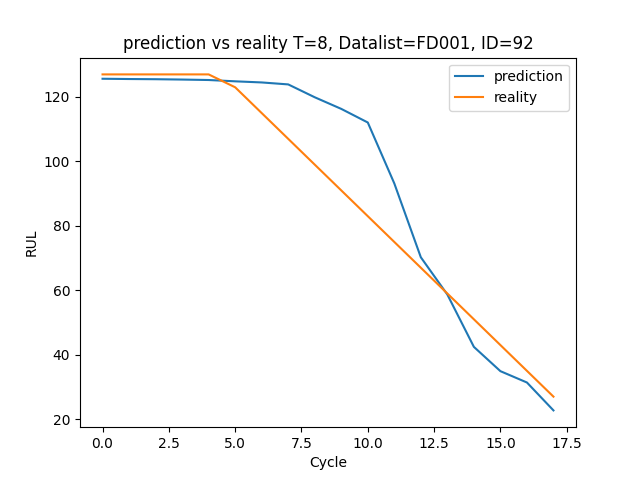 prediction vs reality T=8, Datalist=FD001, ID=92
prediction
reality
RUL
120
100
80
60
40
20
0.0 2.5 5.0 7.5 10.0 12.5 15.0 17.5
Cycle